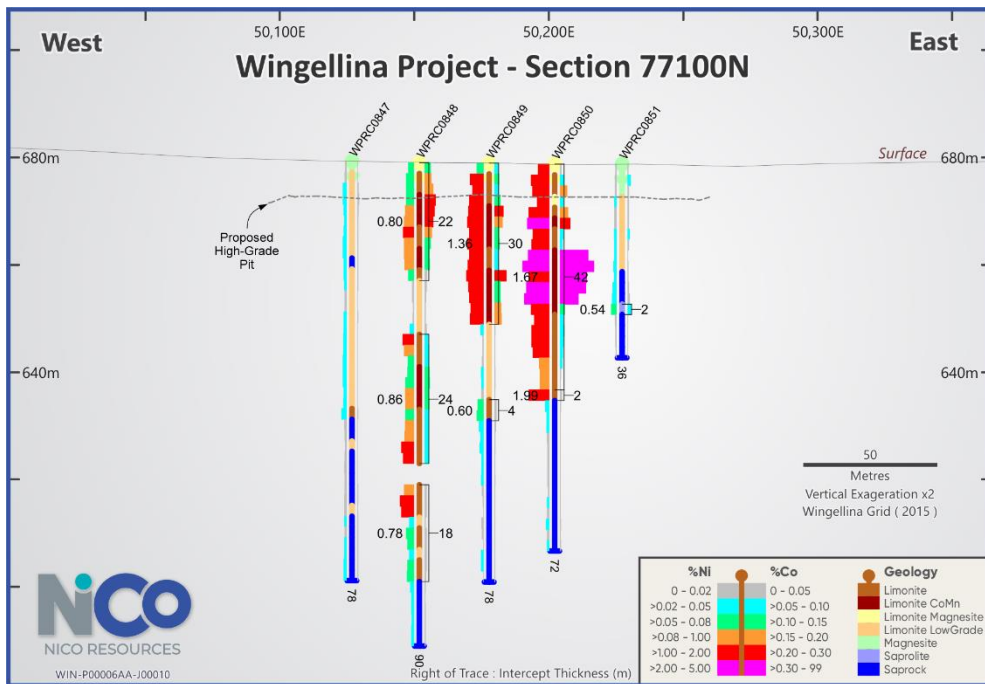 50,100E
50,200E
50,300E
West
East
Wingellina Project - Section 77100N
WPRC0847
WPRC0848
WPRC0849
WPRC0850
WPRC0851
680m
680m
Surface
Proposed
High-Grade
Pit
0.80
22
1.36
30
1.67
42
0.54
2
640m
640m
36
0.86
24
0.60
4
1.99
2
50
Metres
Vertical Exageration x2
Wingellina Grid ( 2015 )
0.78
18
72
78
78
90
NiCo
NICO RESOURCES
WIN-P00006AA-J00010
Right of Trace : Intercept Thickness (m)
%Ni %Co Geology
0 - 0.02 0 - 0.05 Limonite
>0.02 - 0.05 >0.05 - 0.10 Limonite CoMn
>0.05 - 0.08 >0.10 - 0.15 Limonite Magnesite
>0.08 - 1.00 >0.15 - 0.20 Limonite LowGrade
>1.00 - 2.00 >0.20 - 0.30 Magnesite
>2.00 - 5.00 >0.30 - 99 Saprolite
Saprock